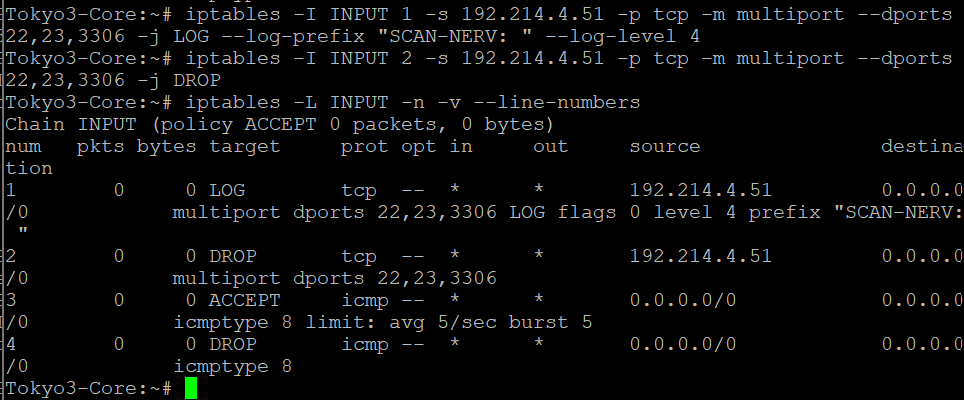 Tokyo3-Core:~# iptables -I INPUT 1 -s 192.214.4.51 -p tcp -m multiport --dports
22,23,3306 -j LOG --log-prefix "SCAN-NERV: " --log-level 4
Tokyo3-Core:~# iptables -I INPUT 2 -s 192.214.4.51 -p tcp -m multiport --dports
22,23,3306 -j DROP
Tokyo3-Core:~# iptables -L INPUT -n -v --line-numbers
Chain INPUT (policy ACCEPT 0 packets, 0 bytes)
num   pkts bytes target     prot opt in     out     source               destina
tion
1        0     0 LOG        tcp  --  *      *       192.214.4.51         0.0.0.0
/0            multiport dports 22,23,3306 LOG flags 0 level 4 prefix "SCAN-NERV:
 "
2        0     0 DROP       tcp  --  *      *       192.214.4.51         0.0.0.0
/0            multiport dports 22,23,3306
3        0     0 ACCEPT     icmp --  *      *       0.0.0.0/0            0.0.0.0
/0            icmptype 8 limit: avg 5/sec burst 5
4        0     0 DROP       icmp --  *      *       0.0.0.0/0            0.0.0.0
/0            icmptype 8
Tokyo3-Core:~#